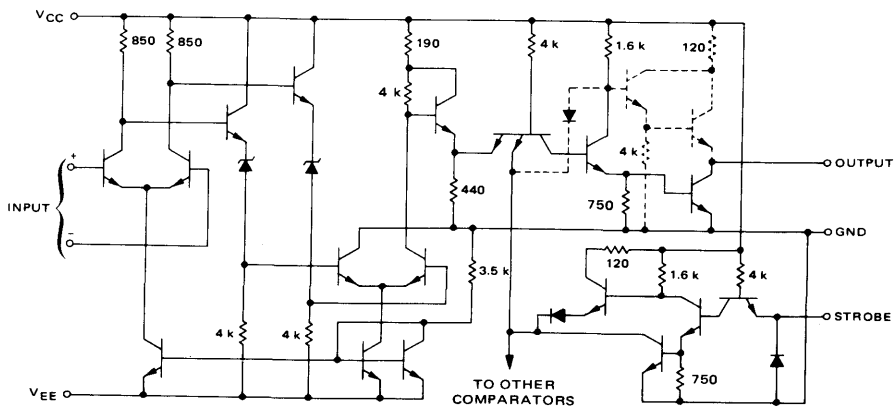 VCC
850
850
190
4 k
1.6 k
120
4 k
4 k
+
INPUT
−
440
750
OUTPUT
GND
3.5 k
120
1.6 k
4 k
4 k
4 k
STROBE
750
VEE
TO OTHER
COMPARATORS